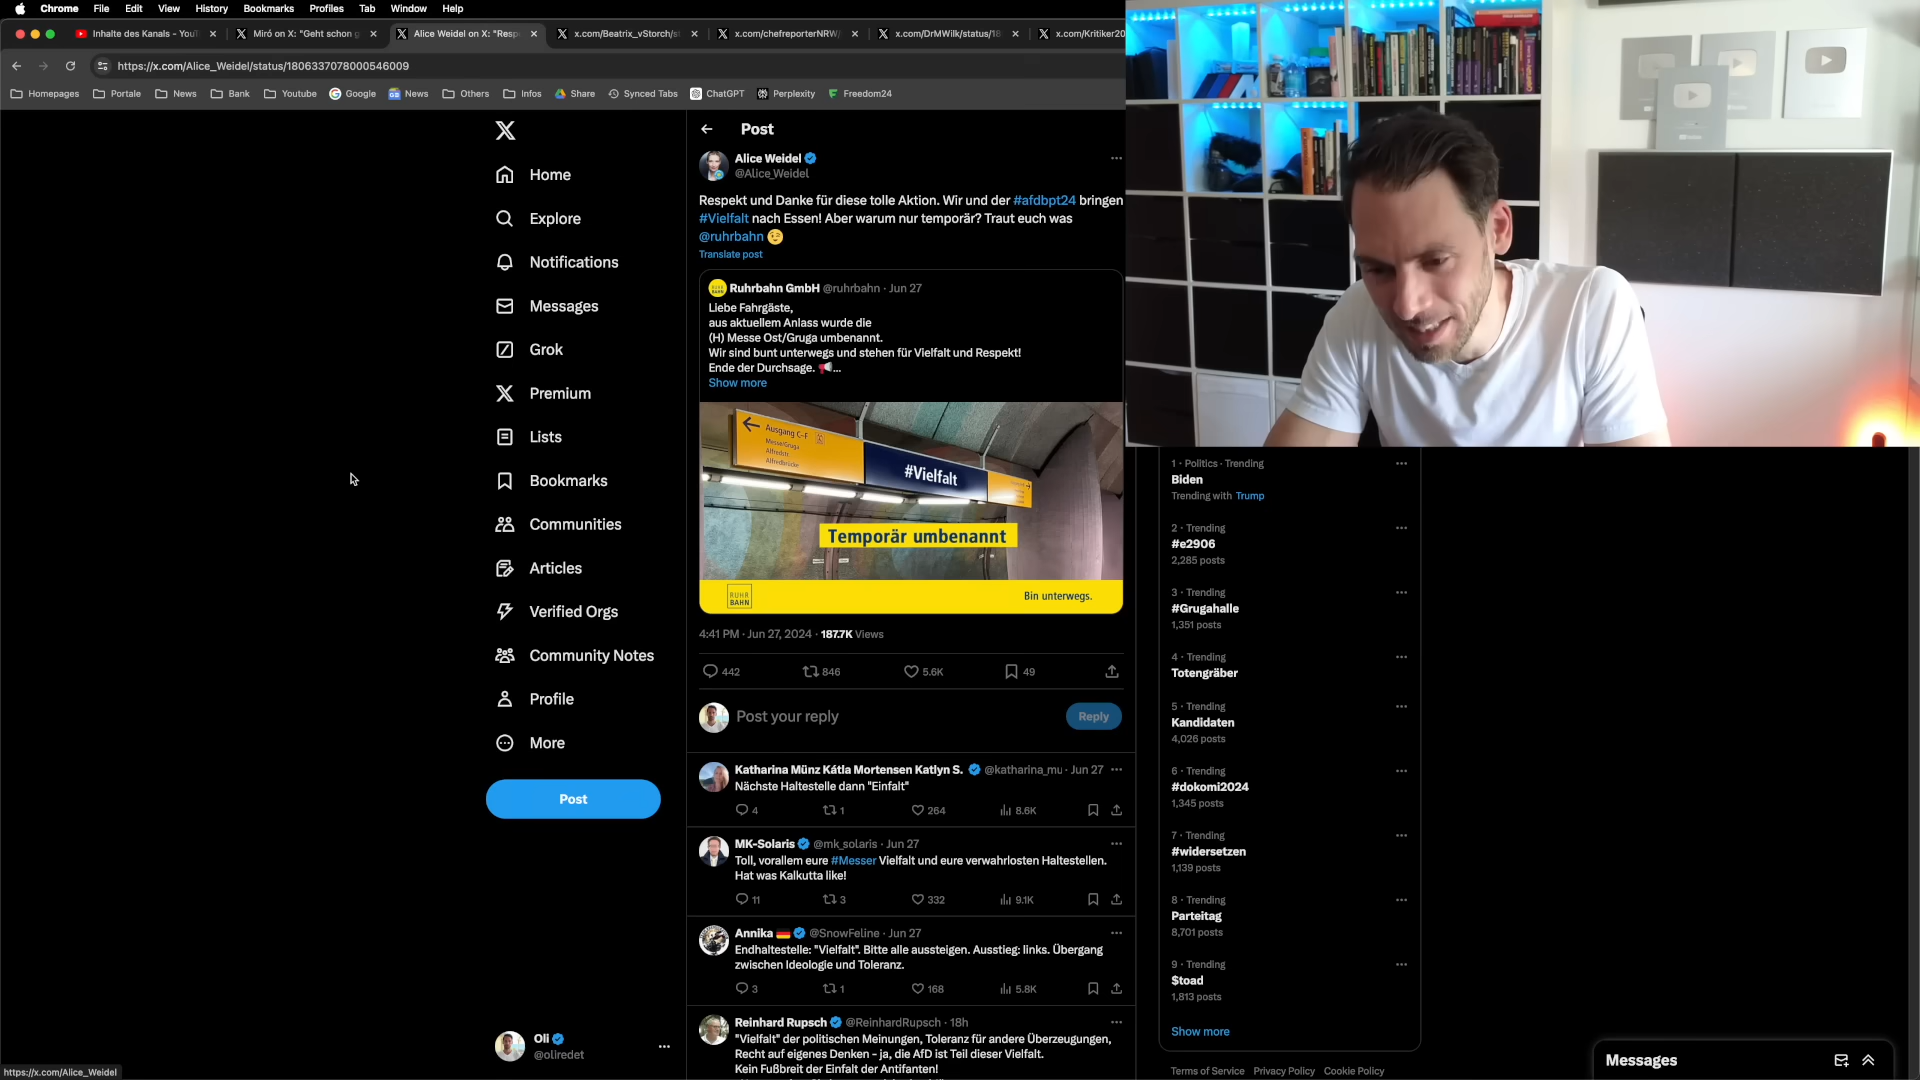 Chrome File Edit View History Bookmarks Profiles Tab Window Help
Inhalte des Kanals - YouT
Miró on X: "Geht schon g
Alice Weidel on X: "Resp
x.com/Beatrix_vStorch/st
x.com/chefreporterNRW/
x.com/DrMWilk/status/18
x.com/Kritiker20
https://x.com/Alice_Weidel/status/1806337078000546009
Homepages Portale News Bank Youtube Google News Others Infos Share Synced Tabs ChatGPT Perplexity Freedom24
Home
Explore
Notifications
Messages
Grok
Premium
Lists
Bookmarks
Communities
Articles
Verified Orgs
Community Notes
Profile
More
Post
Oli
@oliredet
https://x.com/Alice_Weidel
Post
Alice Weidel
@Alice_Weidel
Respekt und Danke für diese tolle Aktion. Wir und der #afdbpt24 bringen
#Vielfalt nach Essen! Aber warum nur temporär? Traut euch was
@ruhrbahn 😉
Translate post
Ruhrbahn GmbH @ruhrbahn · Jun 27
Liebe Fahrgäste,
aus aktuellem Anlass wurde die
(H) Messe Ost/Gruga umbenannt.
Wir sind bunt unterwegs und stehen für Vielfalt und Respekt!
Ende der Durchsage. 📢...
Show more
Ausgang C-F
Messe/Gruga
Alfredstr.
Alfredbrücke
#Vielfalt
Temporär umbenannt
RUHR
BAHN
Bin unterwegs.
4:41 PM · Jun 27, 2024 · 187.7K Views
442 846 5.6K 49
Post your reply
Reply
Katharina Münz Kátla Mortensen Katlyn S. @katharina_mu · Jun 27
Nächste Haltestelle dann "Einfalt"
4 1 264 8.6K
MK-Solaris @mk_solaris · Jun 27
Toll, vorallem eure #Messer Vielfalt und eure verwahrlosten Haltestellen.
Hat was Kalkutta like!
11 3 332 9.1K
Annika 🇩🇪 @SnowFeline · Jun 27
Endhaltestelle: "Vielfalt". Bitte alle aussteigen. Ausstieg: links. Übergang
zwischen Ideologie und Toleranz.
3 1 168 5.8K
Reinhard Rupsch @ReinhardRupsch · 18h
"Vielfalt" der politischen Meinungen, Toleranz für andere Überzeugungen,
Recht auf eigenes Denken - ja, die AfD ist Teil dieser Vielfalt.
Kein Fußbreit der Einfalt der Antifanten!
1 · Politics · Trending
Biden
Trending with Trump
2 · Trending
#e2906
2,285 posts
3 · Trending
#Grugahalle
1,351 posts
4 · Trending
Totengräber
5 · Trending
Kandidaten
4,026 posts
6 · Trending
#dokomi2024
1,345 posts
7 · Trending
#widersetzen
1,139 posts
8 · Trending
Parteitag
8,701 posts
9 · Trending
$toad
1,813 posts
Show more
Terms of Service Privacy Policy Cookie Policy
Messages